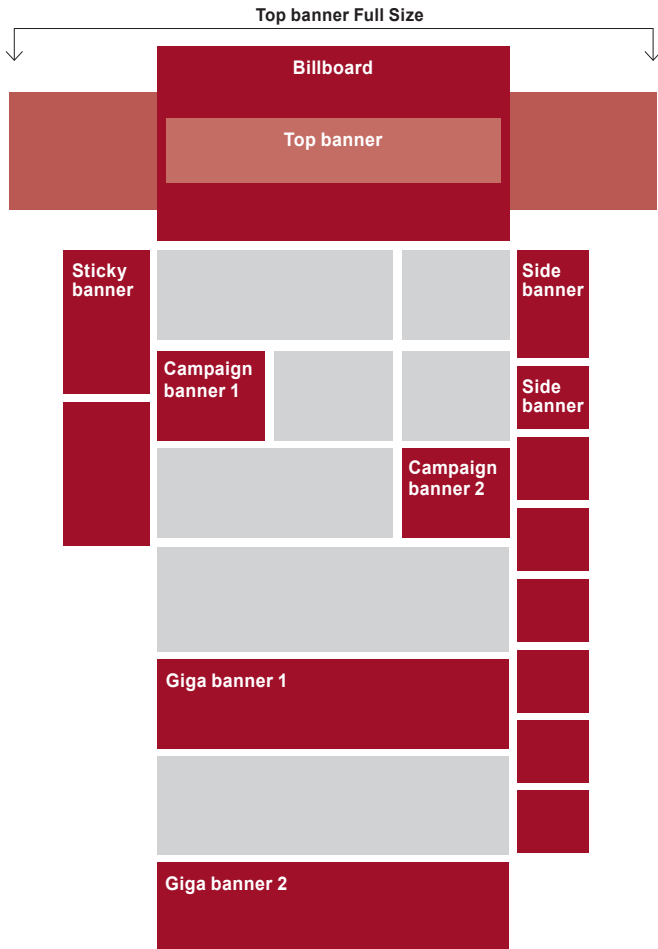 Top banner Full Size
Billboard
Top banner
Sticky
banner
Side
banner
Campaign
banner 1
Side
banner
Campaign
banner 2
Giga banner 1
Giga banner 2